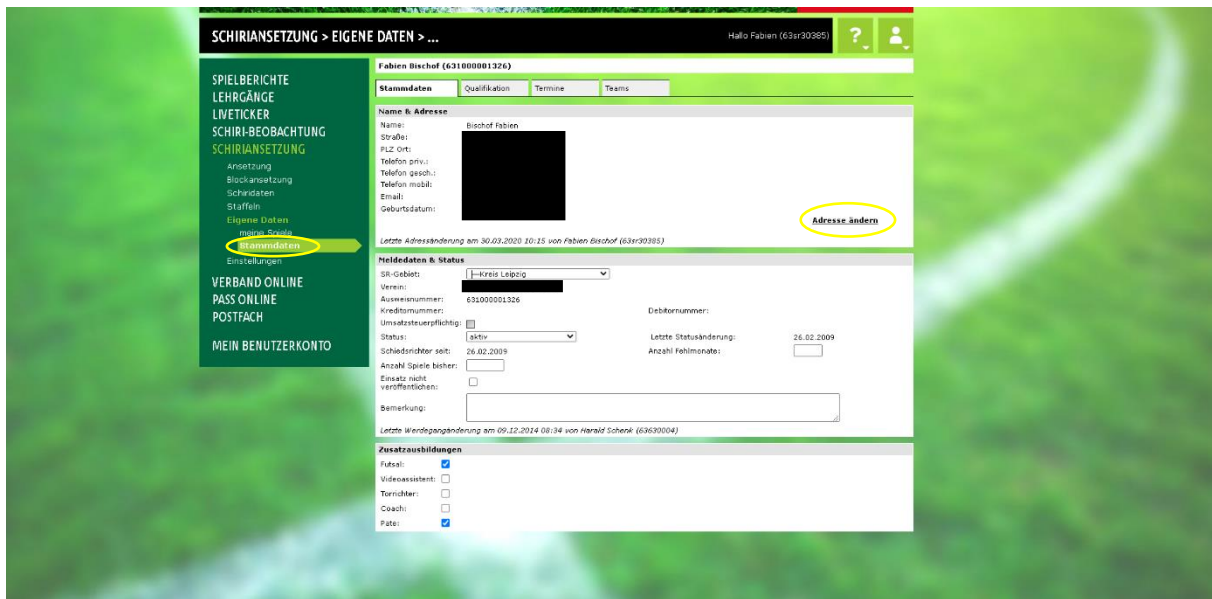 SCHIRIANSETZUNG > EIGENE DATEN > ...
Hallo Fabien (63sr30385)
?
SPIELBERICHTE
LEHRGÄNGE
LIVETICKER
SCHIRI-BEOBACHTUNG
SCHIRIANSETZUNG
Ansetzung
Blockansetzung
Schiridaten
Staffeln
Eigene Daten
meine Spiele
Stammdaten
Einstellungen
VERBAND ONLINE
PASS ONLINE
POSTFACH
MEIN BENUTZERKONTO
Fabien Bischof (631000001326)
Stammdaten Qualifikation Termine Teams
Name & Adresse
Name: Bischof Fabien
Straße:
PLZ Ort:
Telefon priv.:
Telefon gesch.:
Telefon mobil:
Email:
Geburtsdatum:
Adresse ändern
Letzte Adressänderung am 30.03.2020 10:15 von Fabien Bischof (63sr30385)
Meldedaten & Status
SR-Gebiet: |—Kreis Leipzig
Verein:
Ausweisnummer: 631000001326
Kreditornummer: Debitornummer:
Umsatzsteuerpflichtig:
Status: aktiv Letzte Statusänderung: 26.02.2009
Schiedsrichter seit: 26.02.2009 Anzahl Fehlmonate:
Anzahl Spiele bisher:
Einsatz nicht
veröffentlichen:
Bemerkung:
Letzte Werdegangänderung am 09.12.2014 08:34 von Harald Schenk (63630004)
Zusatzausbildungen
Futsal:
Videoassistent:
Torrichter:
Coach:
Pate: